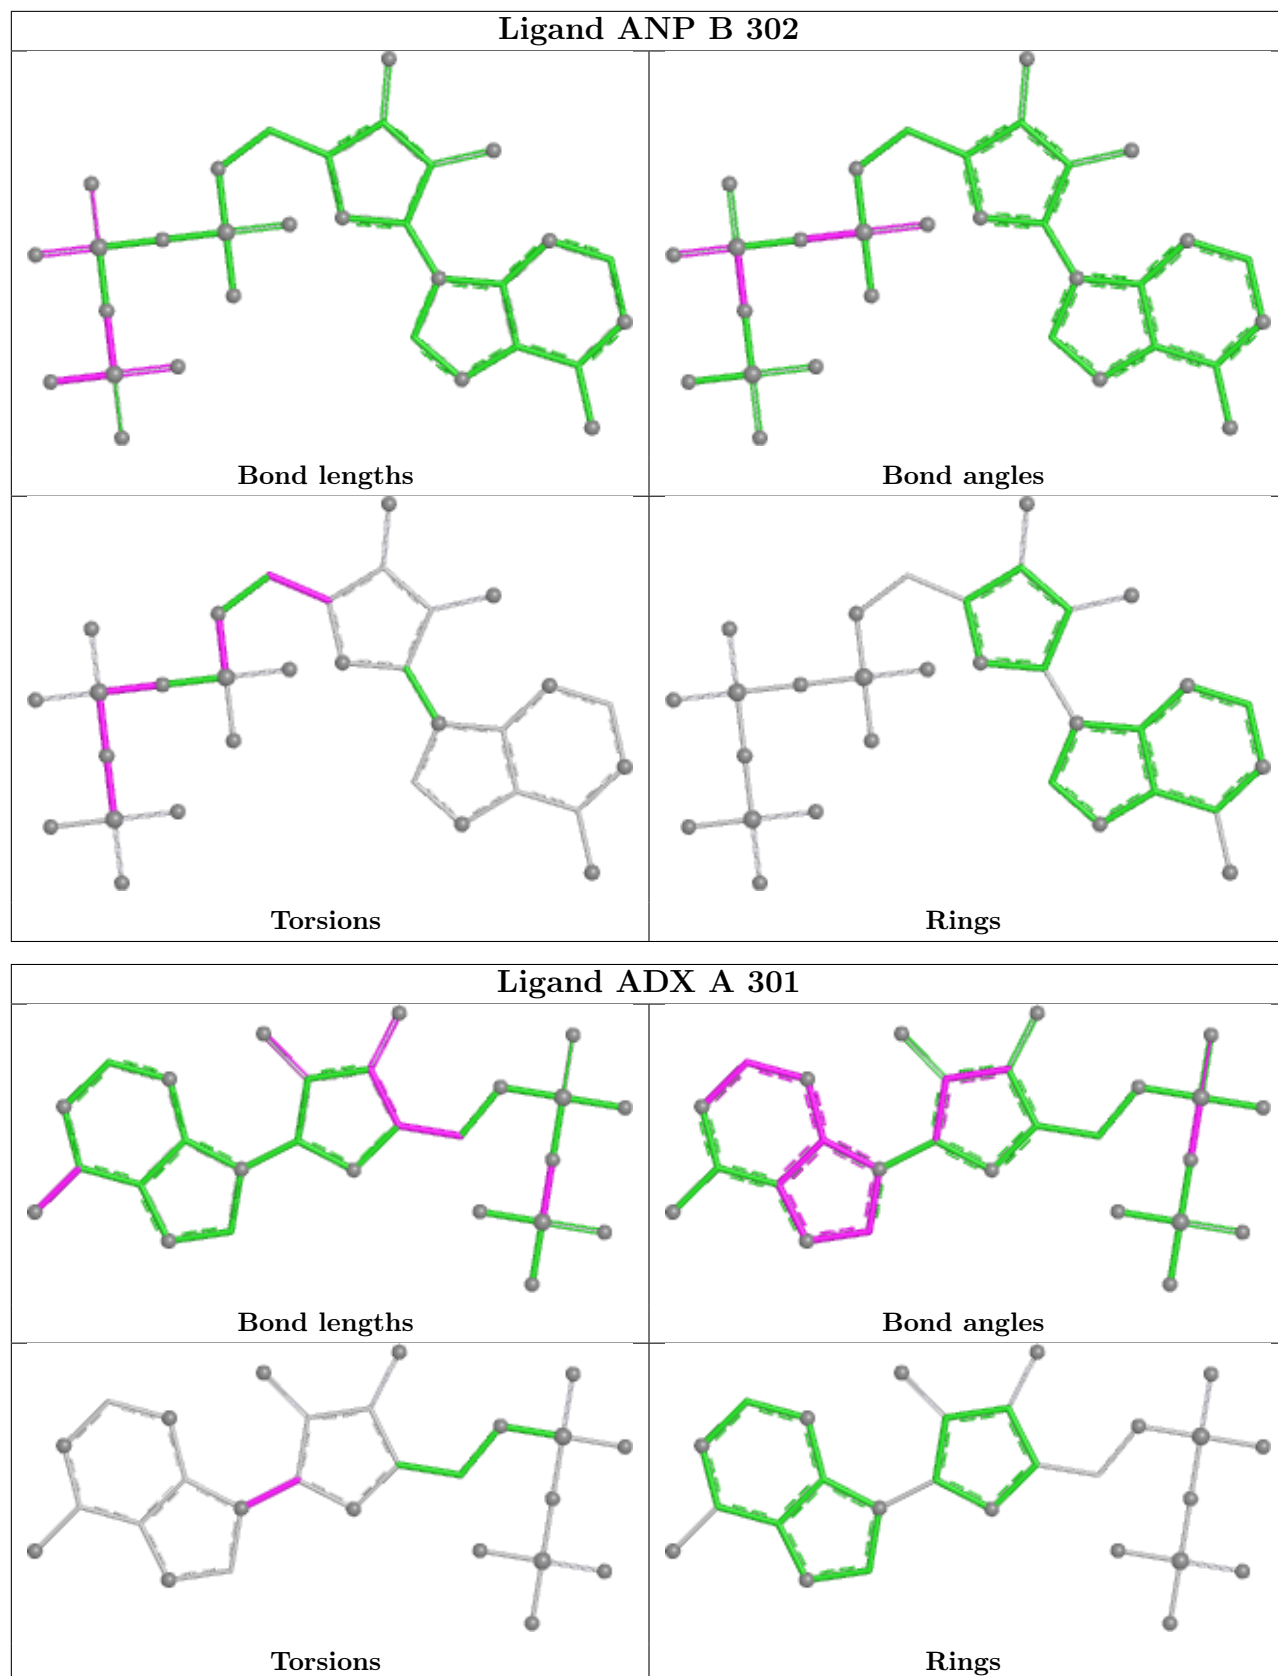 Ligand ANP B 302
Bond lengths
Bond angles
Torsions
Rings
Ligand ADX A 301
Bond lengths
Bond angles
Torsions
Rings